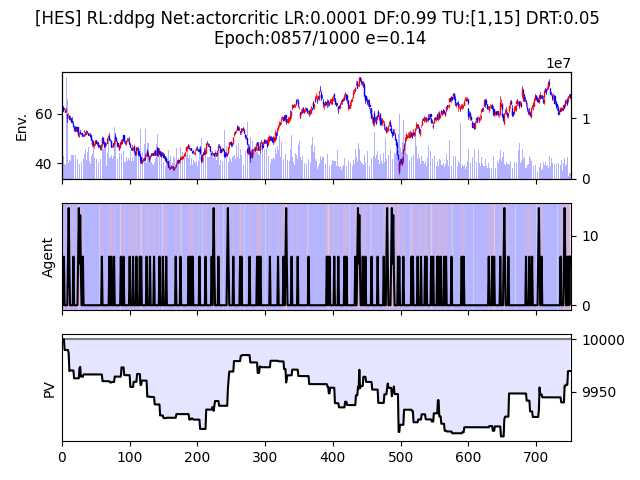 [HES] RL:ddpg Net:actorcritic LR:0.0001 DF:0.99 TU:[1,15] DRT:0.05
Epoch:0857/1000 e=0.14
1e7
Env.
60
40
1
0
Agent
10
0
PV
10000
9950
0 100 200 300 400 500 600 700